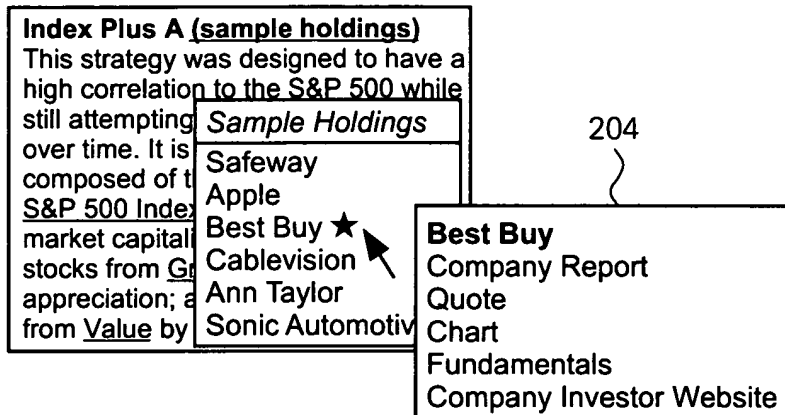 Index Plus A (sample holdings)
This strategy was designed to have a
high correlation to the S&P 500 while
still attempting
over time. It is
composed of t
S&P 500 Index
market capitali
stocks from Gr
appreciation; a
from Value by
Sample Holdings
Safeway
Apple
Best Buy ★
Cablevision
Ann Taylor
Sonic Automotiv
204
Best Buy
Company Report
Quote
Chart
Fundamentals
Company Investor Website